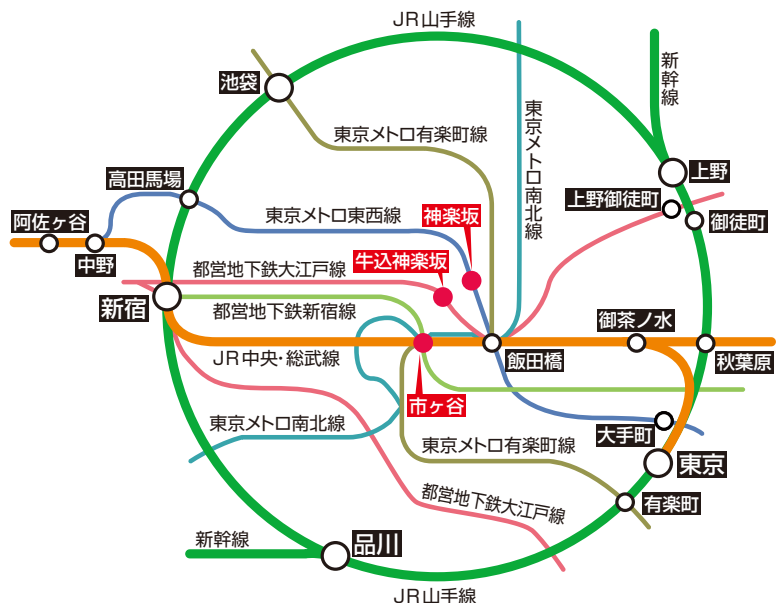 JR山手線
新幹線
池袋
東京メトロ有楽町線
東京メトロ南北線
上野
高田馬場
上野御徒町
御徒町
阿佐ヶ谷
東京メトロ東西線
神楽坂
中野
牛込神楽坂
都営地下鉄大江戸線
新宿
都営地下鉄新宿線
御茶ノ水
JR中央・総武線
飯田橋
秋葉原
市ヶ谷
東京メトロ南北線
大手町
東京メトロ有楽町線
東京
都営地下鉄大江戸線
有楽町
新幹線
品川
JR山手線